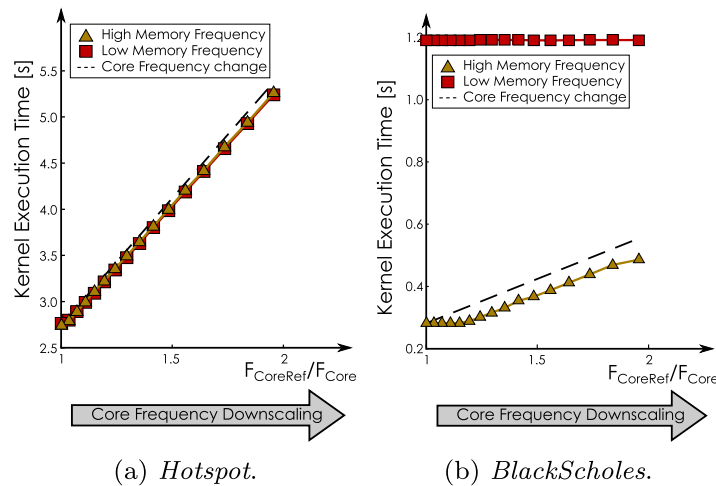 High Memory Frequency
Low Memory Frequency
Core Frequency change
Kernel Execution Time [s]
5.5
5.0
4.5
4.0
3.5
3.0
2.5
1
1.5
2
F_CoreRef/F_Core
Core Frequency Downscaling
(a) Hotspot.
1.2
High Memory Frequency
Low Memory Frequency
Core Frequency change
Kernel Execution Time [s]
1.0
0.8
0.6
0.4
0.2
1
1.5
2
F_CoreRef/F_Core
Core Frequency Downscaling
(b) BlackScholes.